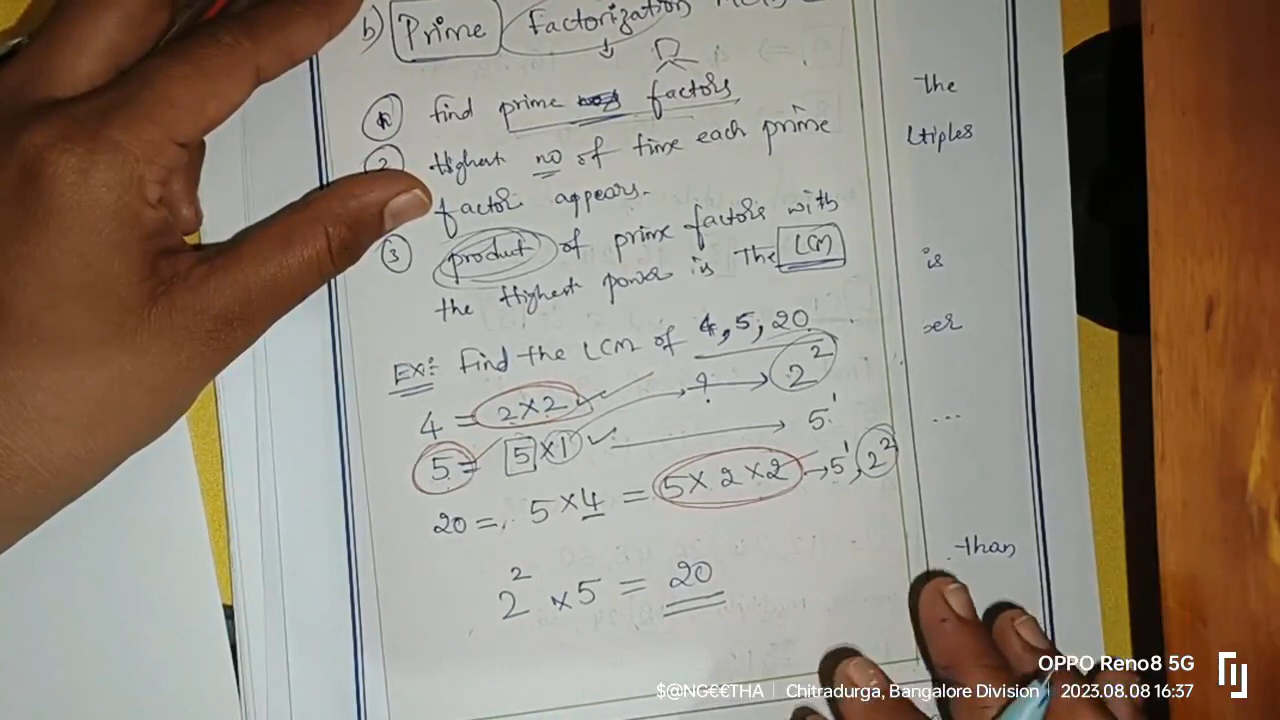 b) Prime Factorization
① find prime factors
② Highest no of time each prime
factor appears.
③ product of prime factors with
the Highest power is the LCM
EX:- Find the LCM of 4, 5, 20
4 = 2×2 → ? → 2²
5 = 5×1 → 5¹
20 = 5×4 = 5×2×2 → 5¹, 2²
2² ×5 = 20
the
ltiples
is
...
than
OPPO Reno8 5G
$@NG€€THA | Chitradurga, Bangalore Division | 2023.08.08 16:37